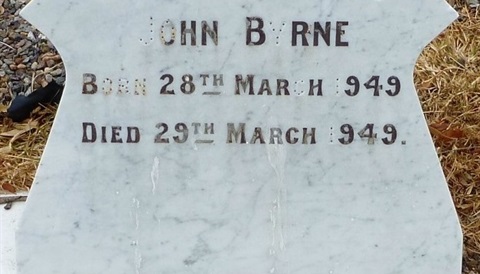 John Byrne
Born 28th March 1949
Died 29th March 1949.